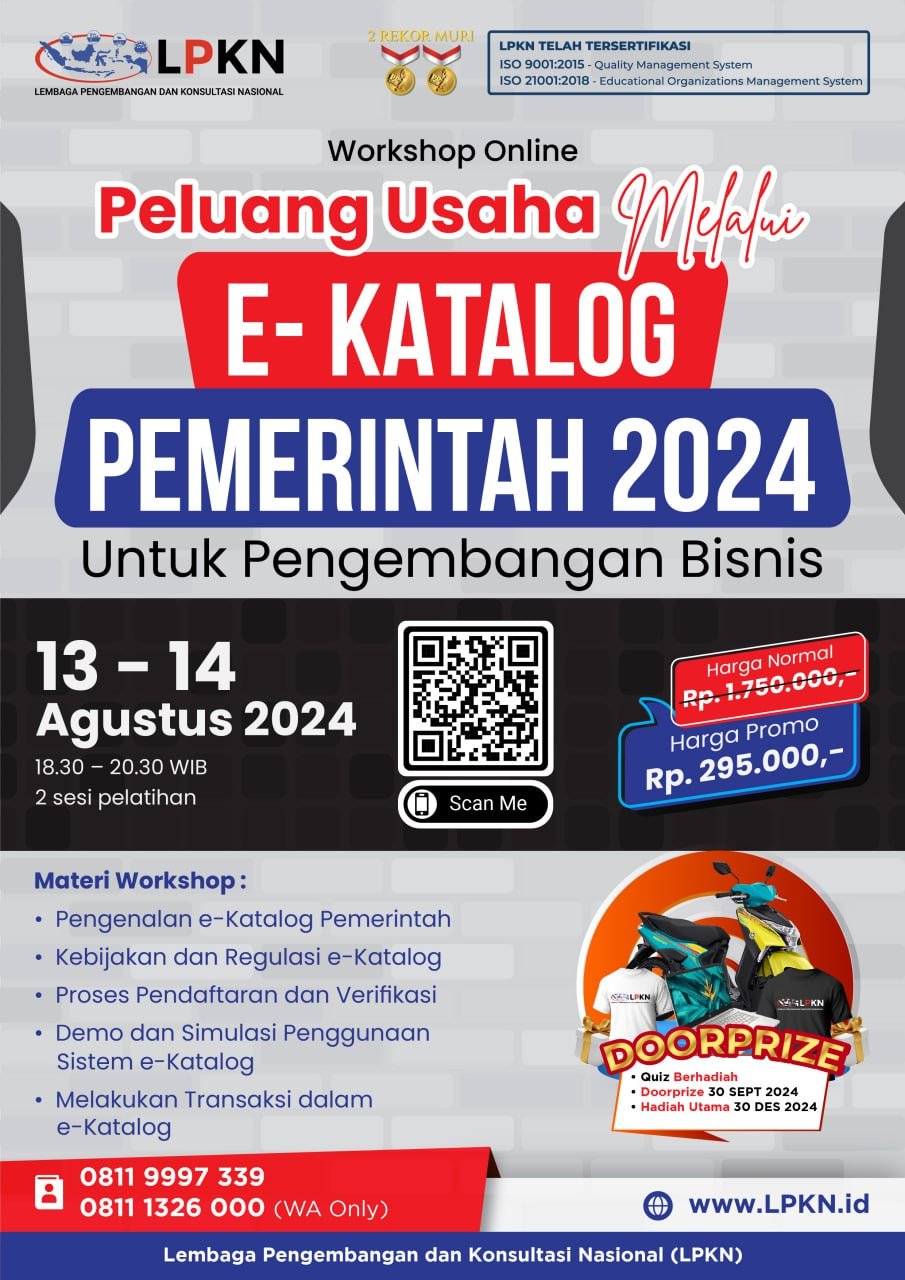 LPKN
LEMBAGA PENGEMBANGAN DAN KONSULTASI NASIONAL
2 REKOR MURI
LPKN TELAH TERSERTIFIKASI
ISO 9001:2015 - Quality Management System
ISO 21001:2018 - Educational Organizations Management System
Workshop Online
Peluang Usaha Melalui
E- KATALOG
PEMERINTAH 2024
Untuk Pengembangan Bisnis
13 – 14
Agustus 2024
18.30 – 20.30 WIB
2 sesi pelatihan
Scan Me
Harga Normal
Rp. 1.750.000,-
Harga Promo
Rp. 295.000,-
Materi Workshop :
• Pengenalan e-Katalog Pemerintah
• Kebijakan dan Regulasi e-Katalog
• Proses Pendaftaran dan Verifikasi
• Demo dan Simulasi Penggunaan
Sistem e-Katalog
• Melakukan Transaksi dalam
e-Katalog
LPKN
LPKN
DOORPRIZE
• Quiz Berhadiah
• Doorprize 30 SEPT 2024
• Hadiah Utama 30 DES 2024
0811 9997 339
0811 1326 000 (WA Only)
www.LPKN.id
Lembaga Pengembangan dan Konsultasi Nasional (LPKN)